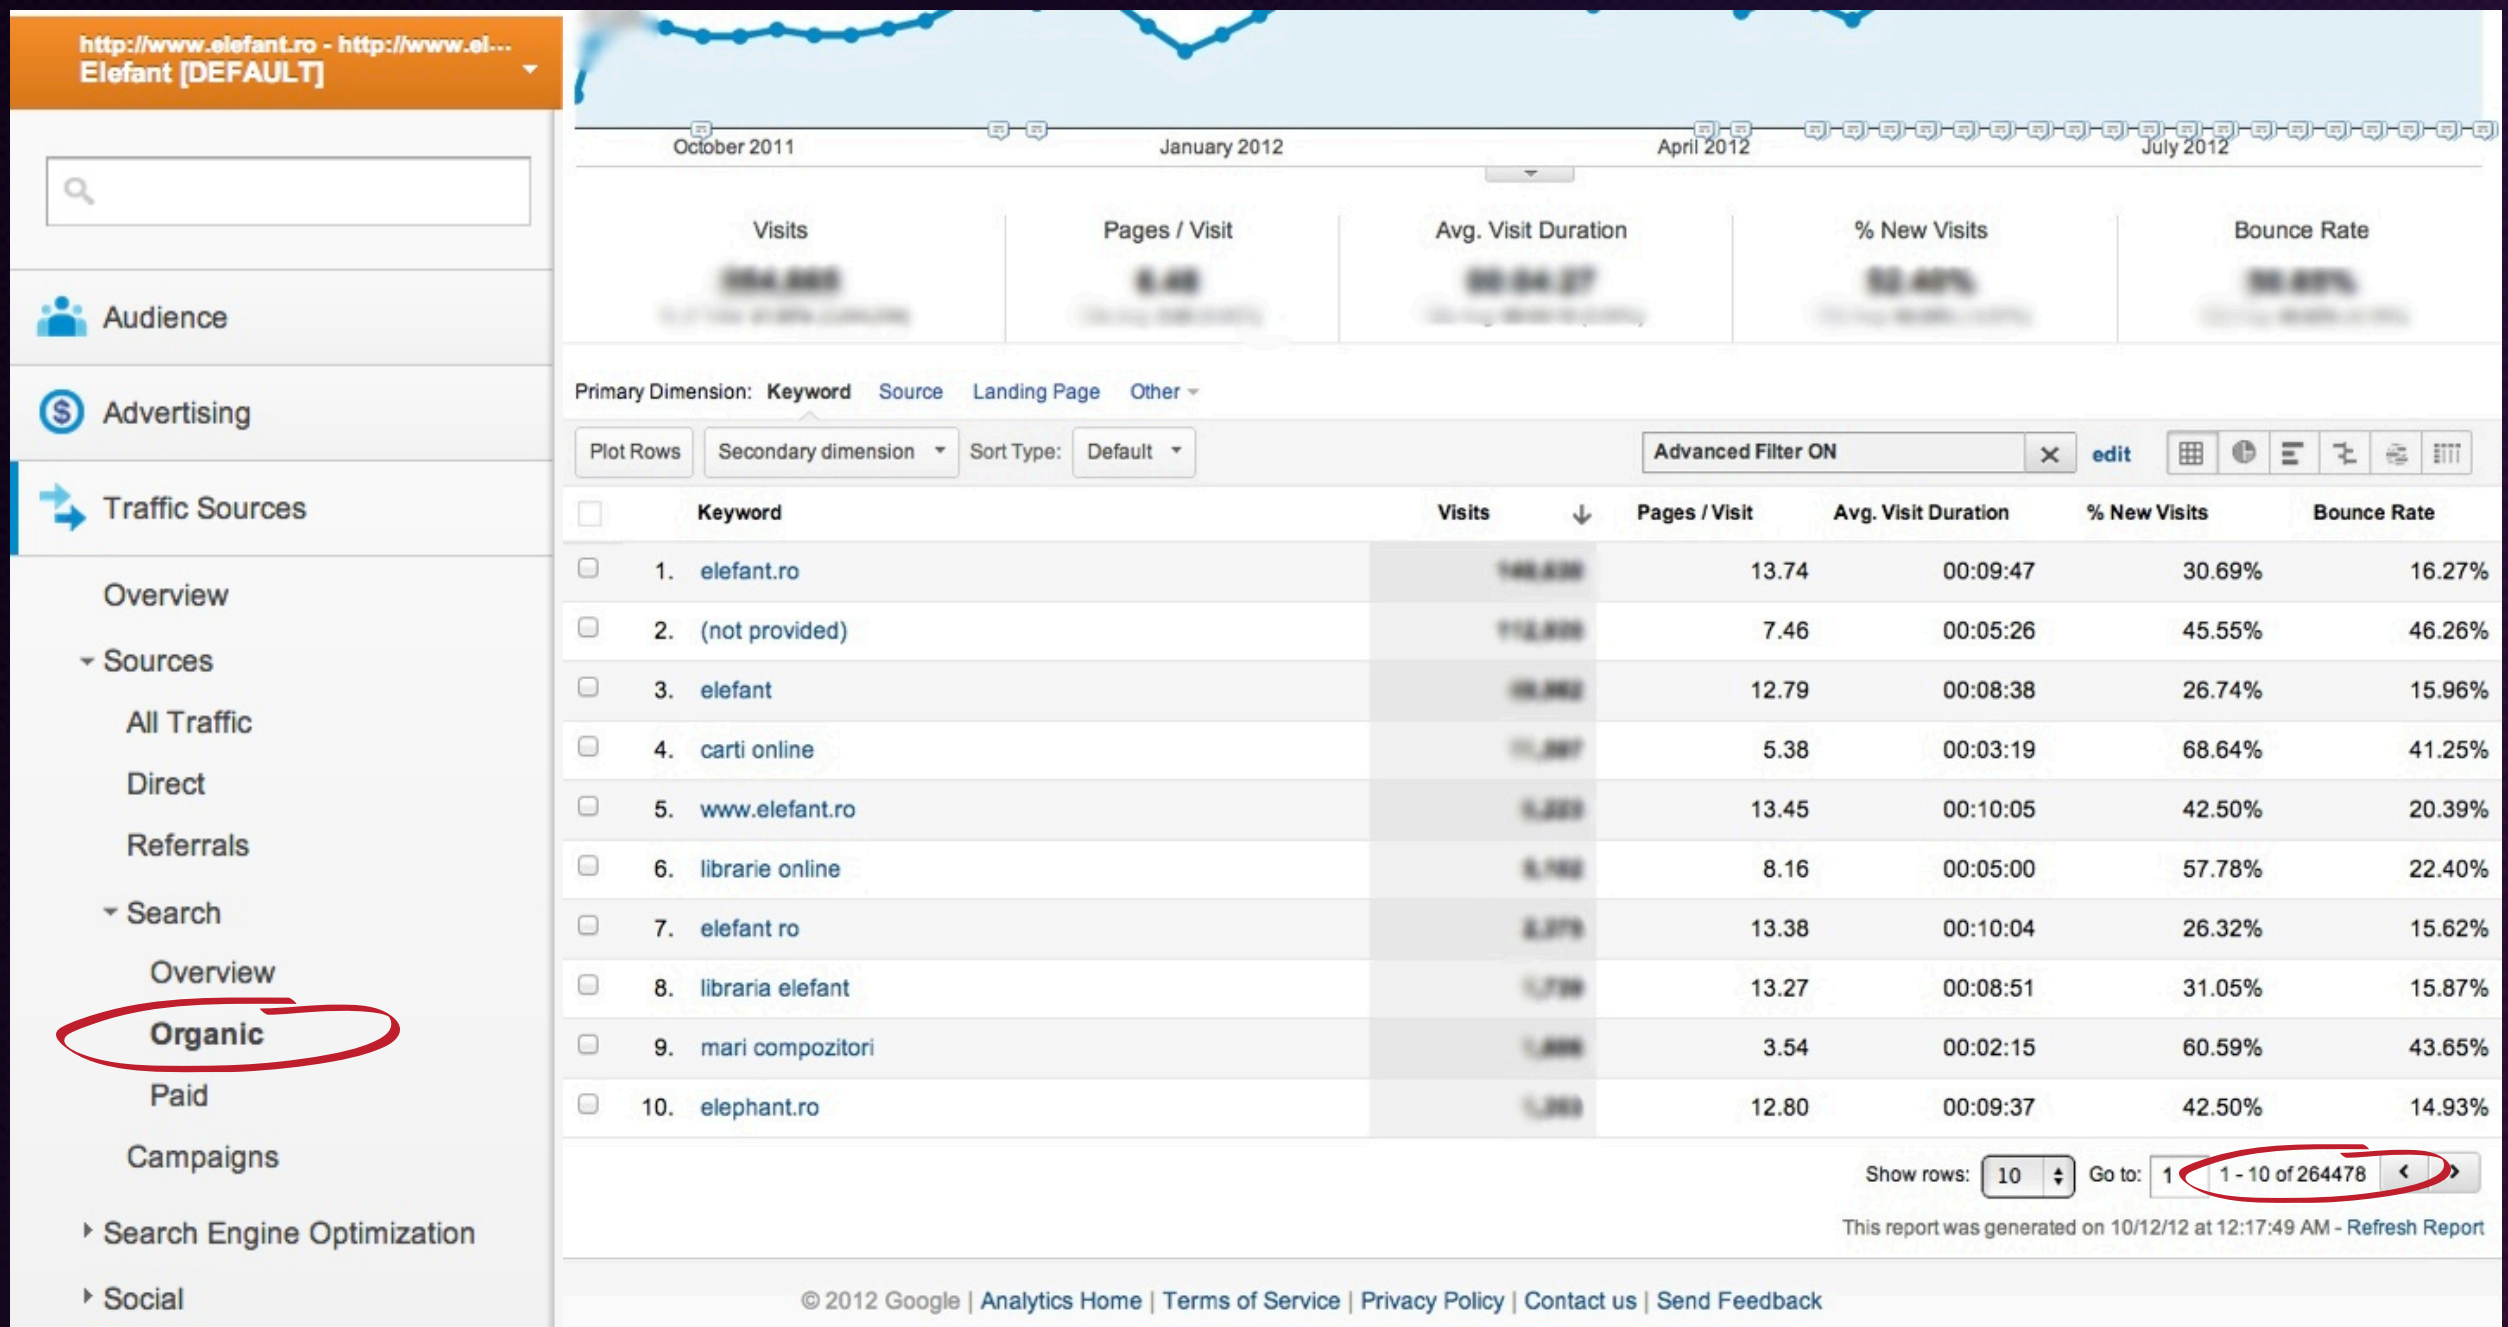 http://www.elefant.ro - http://www.el...
Elefant [DEFAULT]
October 2011 January 2012 April 2012 July 2012
Audience
Advertising
Traffic Sources
Overview
Sources
All Traffic
Direct
Referrals
Search
Overview
Organic
Paid
Campaigns
Search Engine Optimization
Social
Visits Pages / Visit Avg. Visit Duration % New Visits Bounce Rate
Primary Dimension: Keyword Source Landing Page Other
Plot Rows Secondary dimension Sort Type: Default Advanced Filter ON edit
Keyword Visits Pages / Visit Avg. Visit Duration % New Visits Bounce Rate
1. elefant.ro 13.74 00:09:47 30.69% 16.27%
2. (not provided) 7.46 00:05:26 45.55% 46.26%
3. elefant 12.79 00:08:38 26.74% 15.96%
4. carti online 5.38 00:03:19 68.64% 41.25%
5. www.elefant.ro 13.45 00:10:05 42.50% 20.39%
6. librarie online 8.16 00:05:00 57.78% 22.40%
7. elefant ro 13.38 00:10:04 26.32% 15.62%
8. libraria elefant 13.27 00:08:51 31.05% 15.87%
9. mari compozitori 3.54 00:02:15 60.59% 43.65%
10. elephant.ro 12.80 00:09:37 42.50% 14.93%
Show rows: 10 Go to: 1 1 - 10 of 264478
This report was generated on 10/12/12 at 12:17:49 AM - Refresh Report
© 2012 Google | Analytics Home | Terms of Service | Privacy Policy | Contact us | Send Feedback